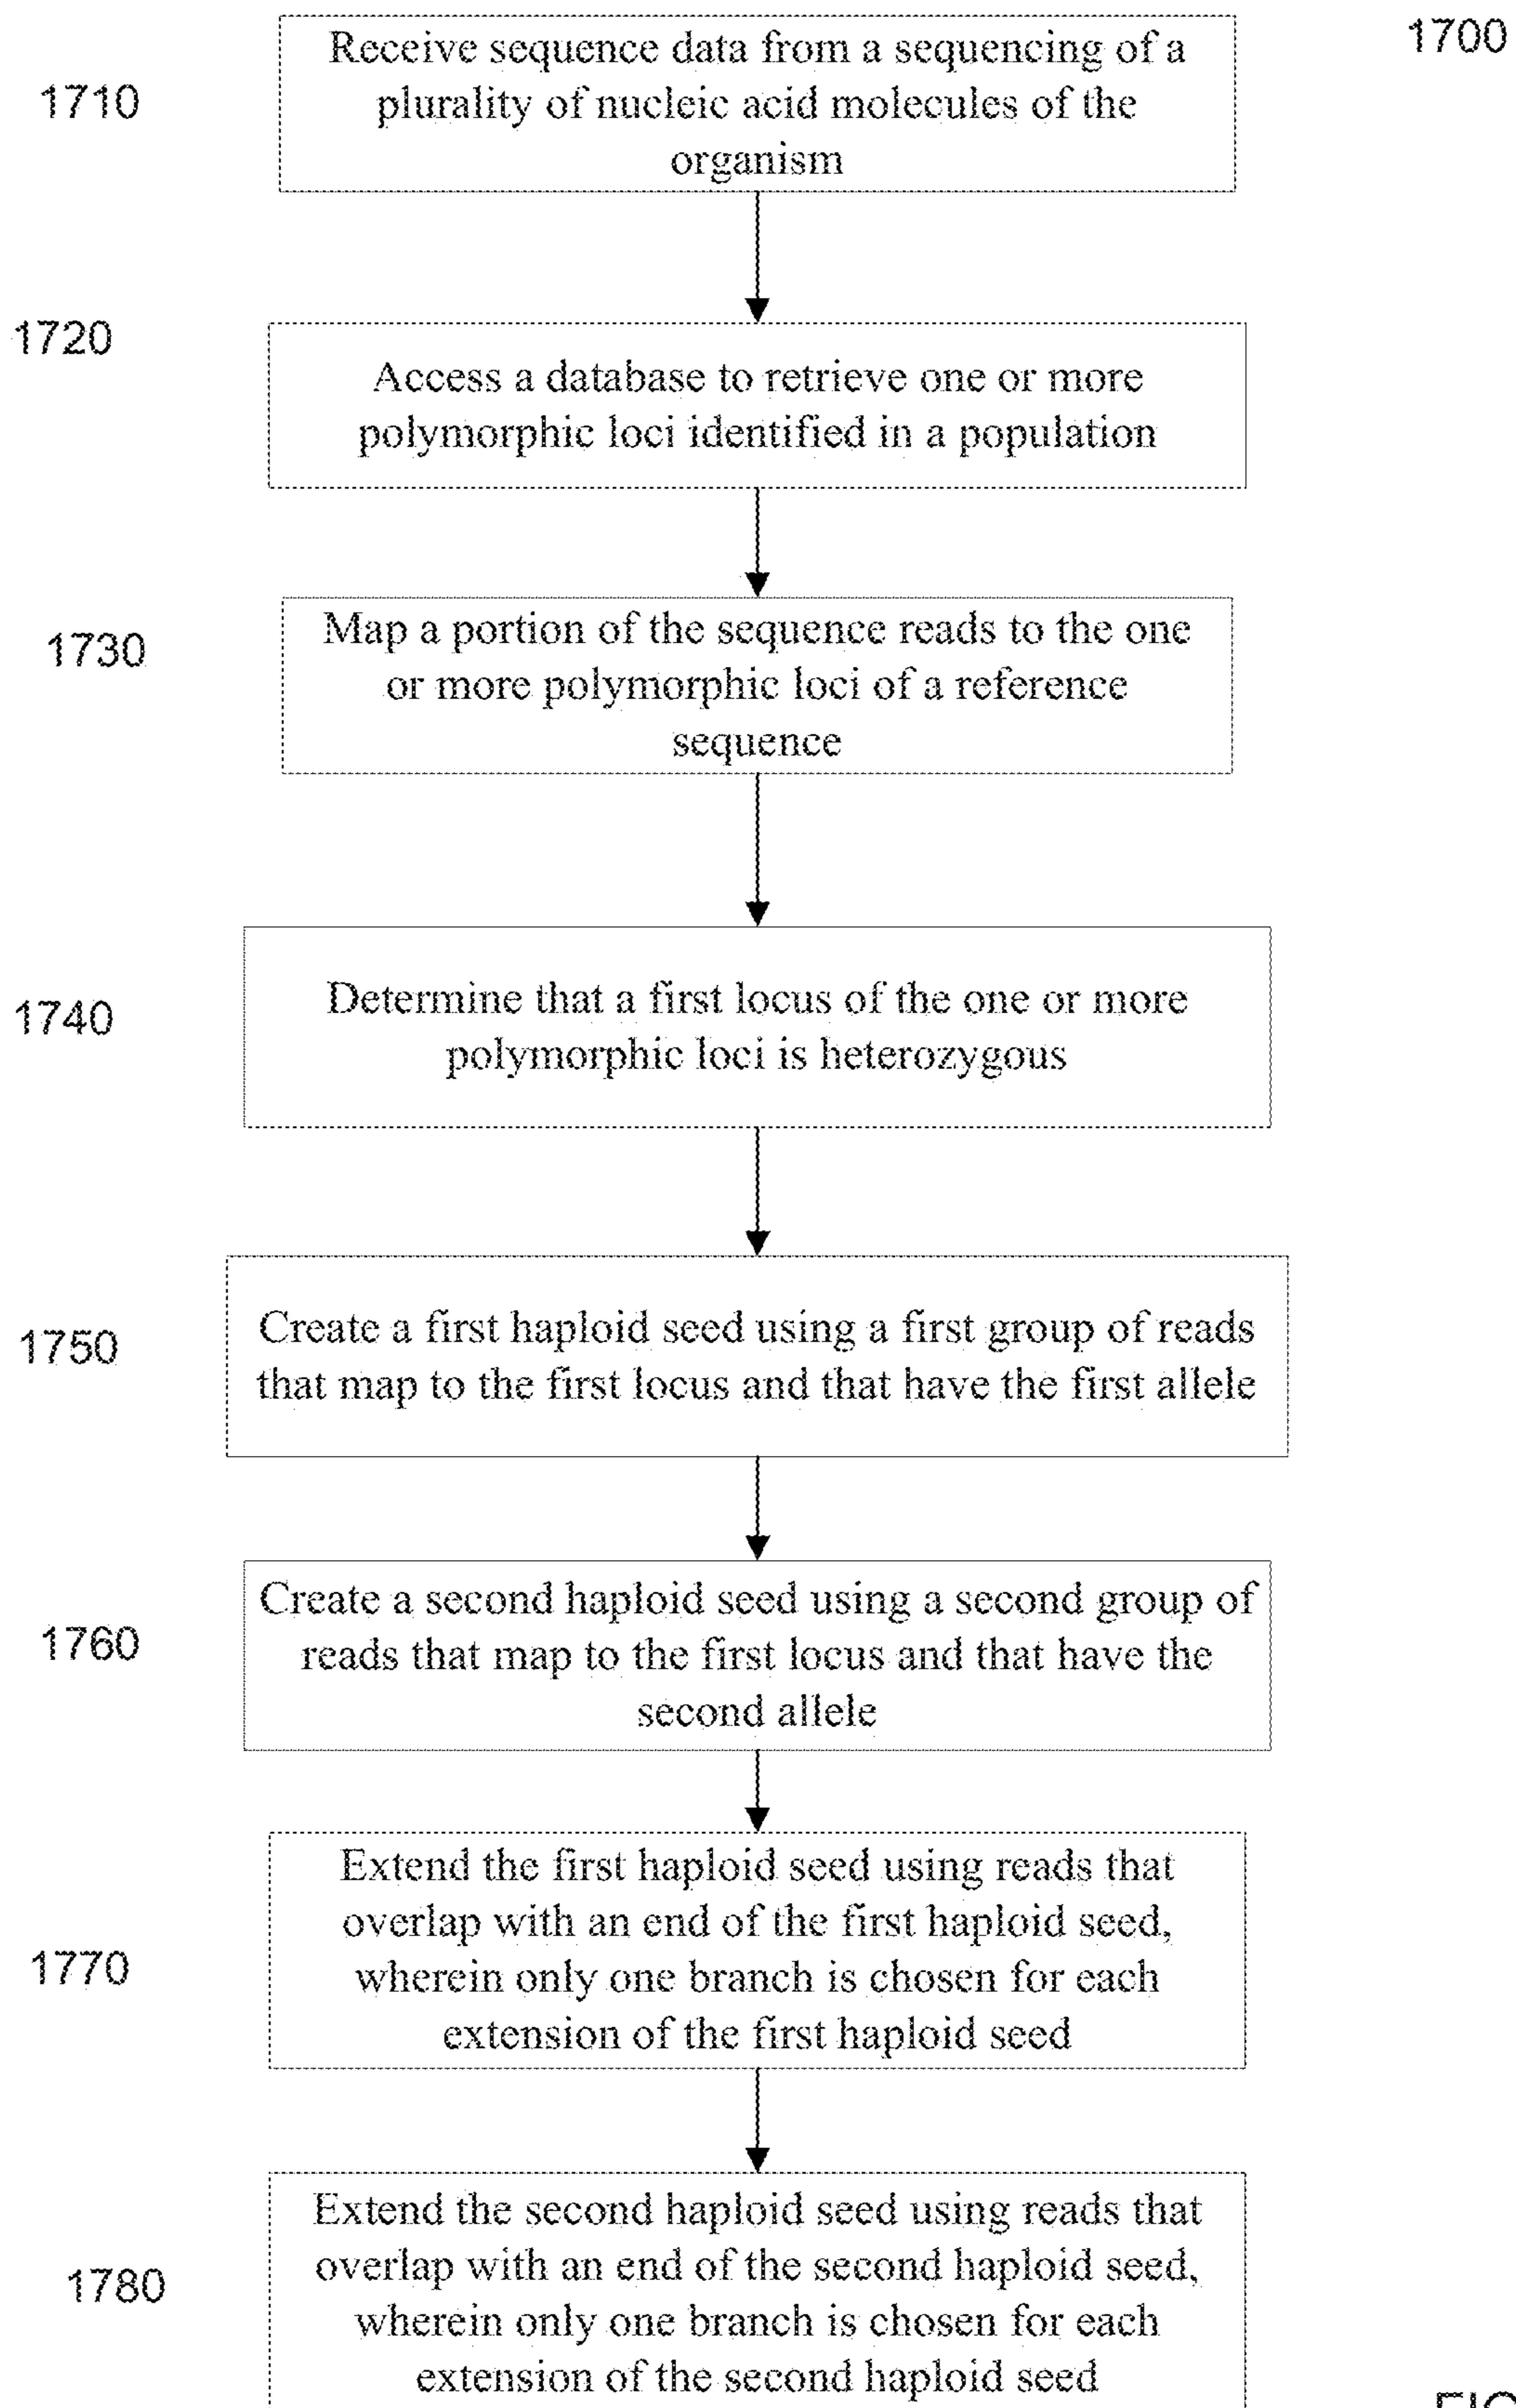 1700
Receive sequence data from a sequencing of a
1710
plurality of nucleic acid molecules of the
organism
1720
Access a database to retrieve one or more
polymorphic loci identified in a population
1730
Map a portion of the sequence reads to the one
or more polymorphic loci of a reference
sequence
1740
Determine that a first locus of the one or more
polymorphic loci is heterozygous
1750
Create a first haploid seed using a first group of reads
that map to the first locus and that have the first allele
1760
Create a second haploid seed using a second group of
reads that map to the first locus and that have the
second allele
1770
Extend the first haploid seed using reads that
overlap with an end of the first haploid seed,
wherein only one branch is chosen for each
extension of the first haploid seed
1780
Extend the second haploid seed using reads that
overlap with an end of the second haploid seed,
wherein only one branch is chosen for each
extension of the second haploid seed